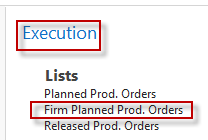 Execution
Lists
Planned Prod. Orders
Firm Planned Prod. Orders
Released Prod. Orders